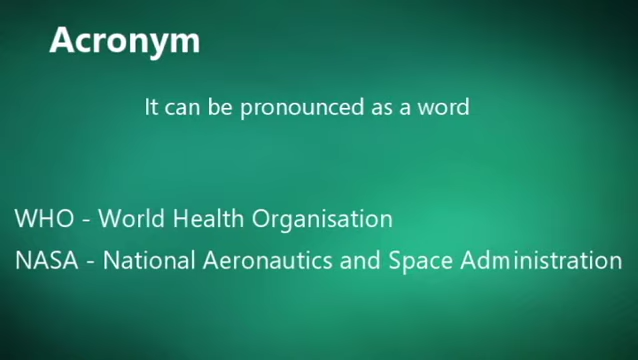 Acronym
It can be pronounced as a word
WHO - World Health Organisation
NASA - National Aeronautics and Space Administration